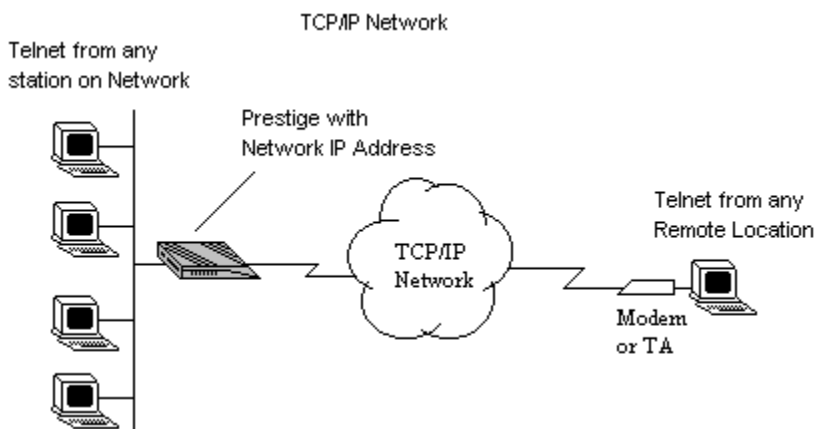 TCP/IP Network
Telnet from any
station on Network
Prestige with
Network IP Address
Telnet from any
Remote Location
TCP/IP
Network
Modem
or TA